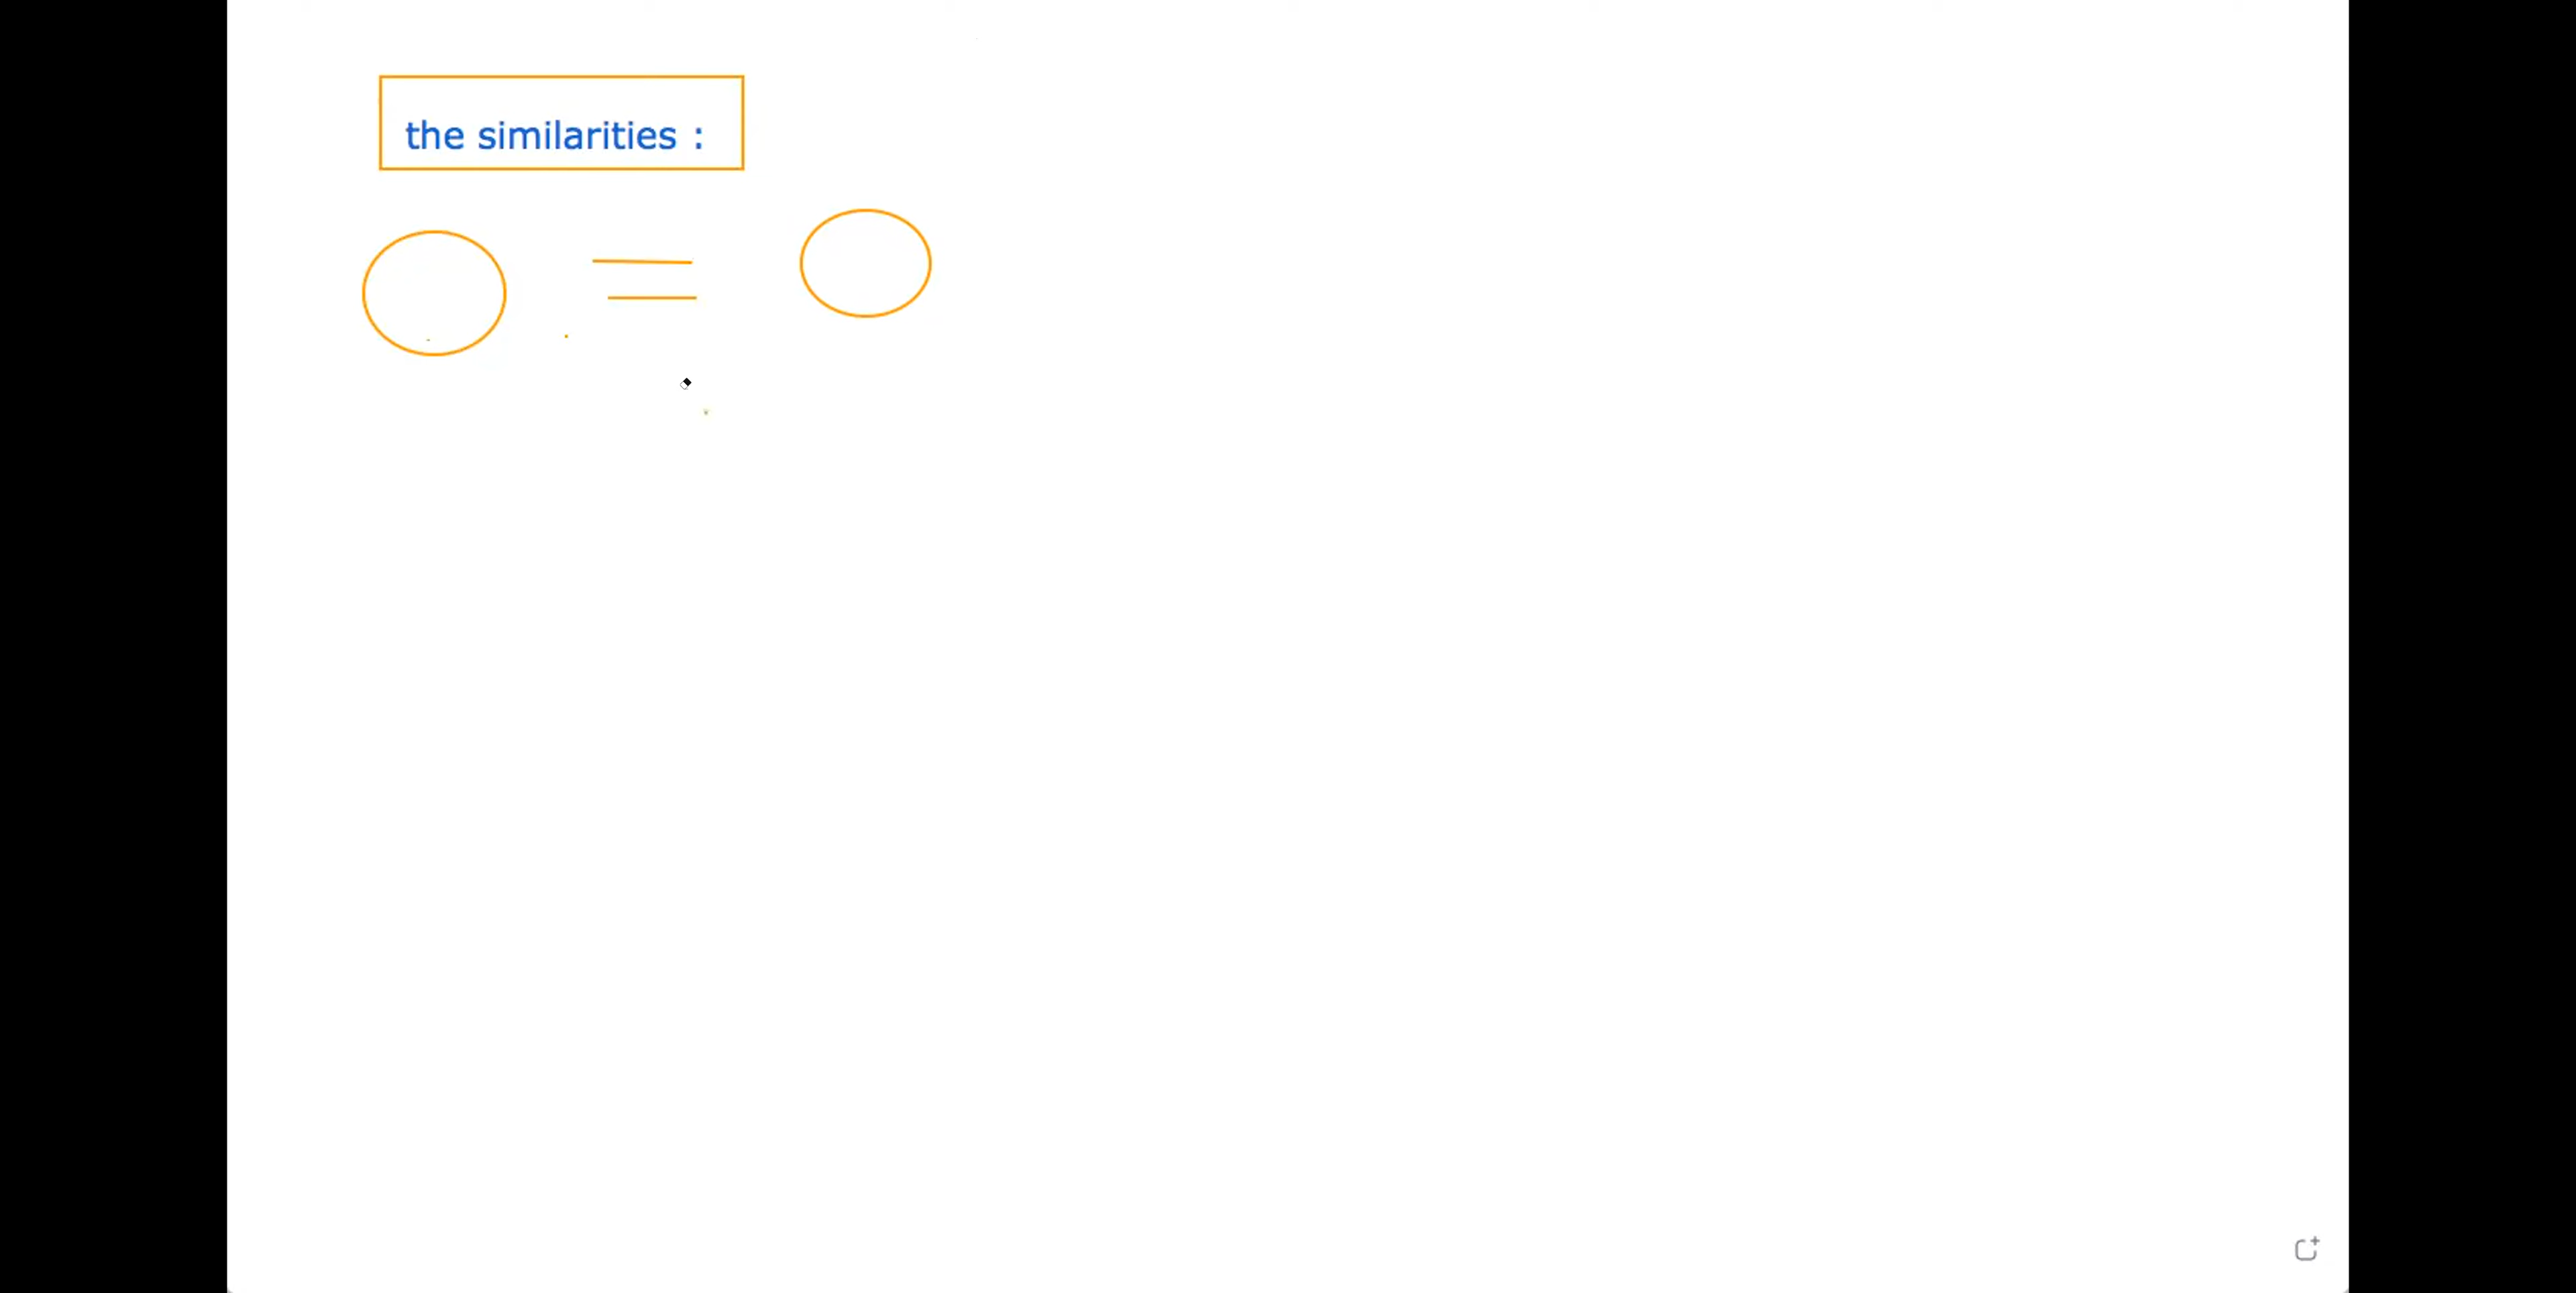 the similarities :